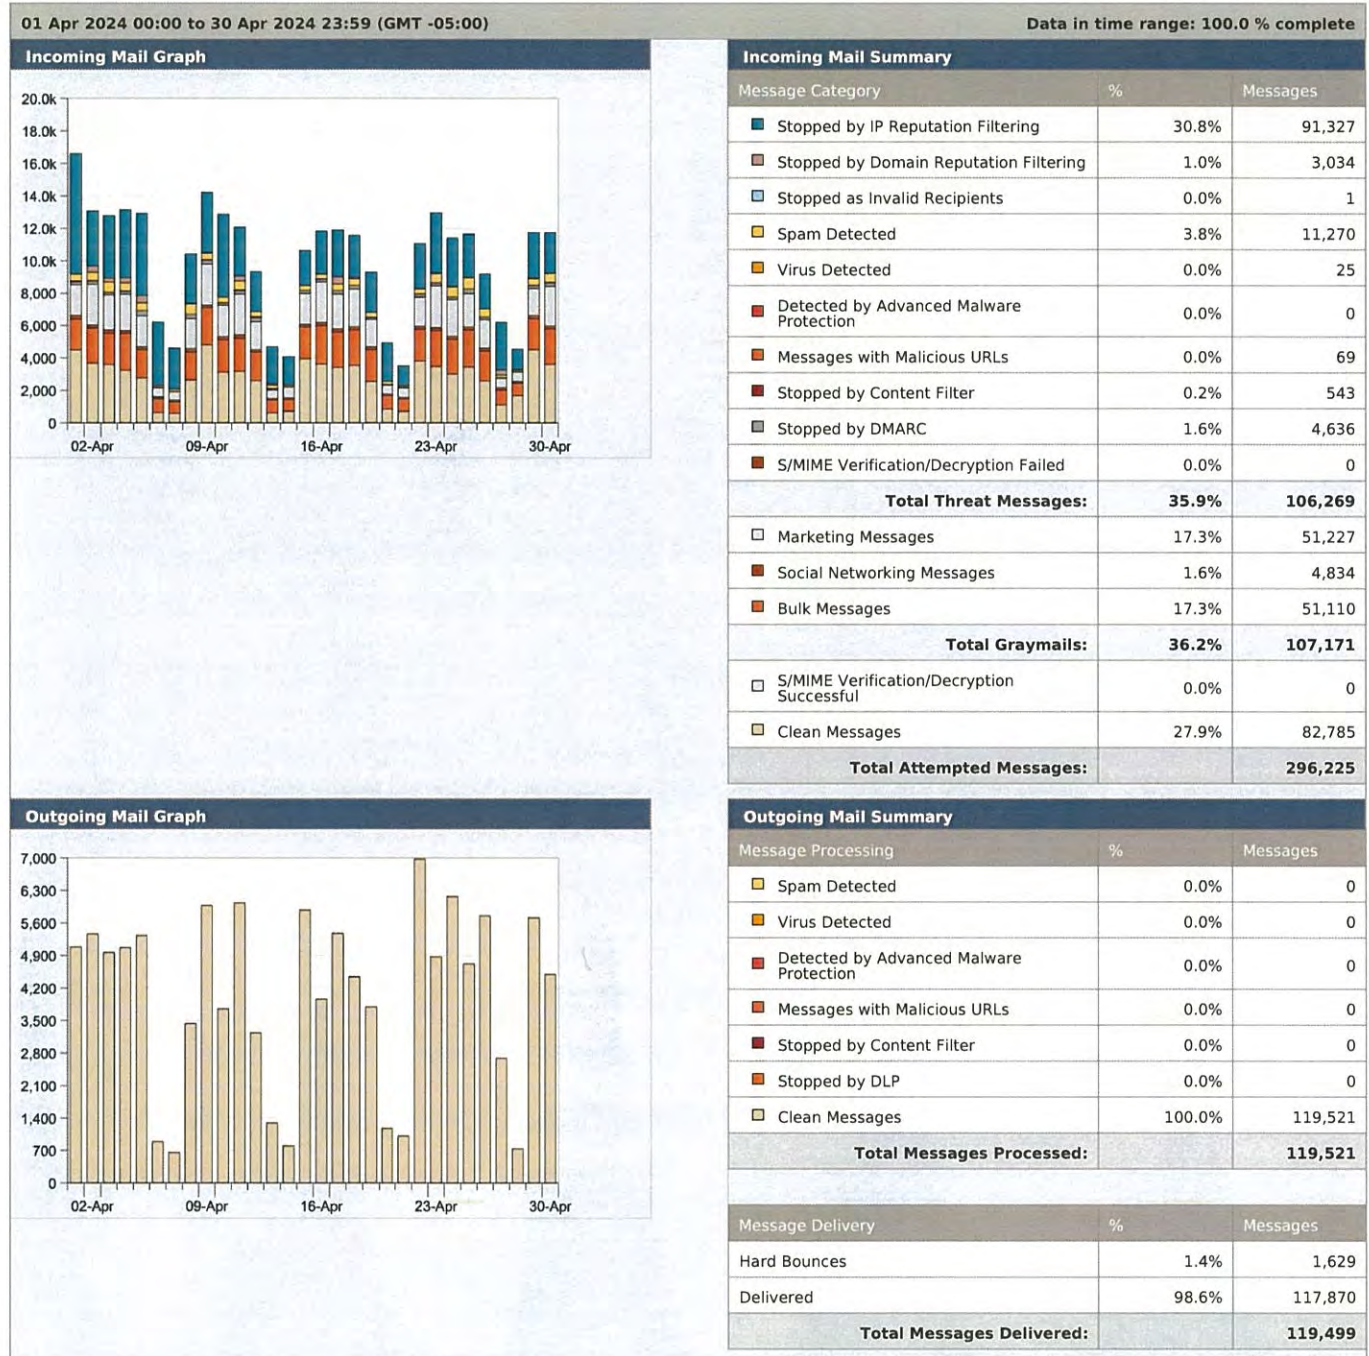 01 Apr 2024 00:00 to 30 Apr 2024 23:59 (GMT -05:00) Data in time range: 100.0 % complete
Incoming Mail Graph
20.0k
18.0k
16.0k
14.0k
12.0k
10.0k
8,000
6,000
4,000
2,000
0
02-Apr 09-Apr 16-Apr 23-Apr 30-Apr
Incoming Mail Summary
Message Category % Messages
Stopped by IP Reputation Filtering 30.8% 91,327
Stopped by Domain Reputation Filtering 1.0% 3,034
Stopped as Invalid Recipients 0.0% 1
Spam Detected 3.8% 11,270
Virus Detected 0.0% 25
Detected by Advanced Malware
Protection 0.0% 0
Messages with Malicious URLs 0.0% 69
Stopped by Content Filter 0.2% 543
Stopped by DMARC 1.6% 4,636
S/MIME Verification/Decryption Failed 0.0% 0
Total Threat Messages: 35.9% 106,269
Marketing Messages 17.3% 51,227
Social Networking Messages 1.6% 4,834
Bulk Messages 17.3% 51,110
Total Graymails: 36.2% 107,171
S/MIME Verification/Decryption
Successful 0.0% 0
Clean Messages 27.9% 82,785
Total Attempted Messages: 296,225
Outgoing Mail Graph
7,000
6,300
5,600
4,900
4,200
3,500
2,800
2,100
1,400
700
0
02-Apr 09-Apr 16-Apr 23-Apr 30-Apr
Outgoing Mail Summary
Message Processing % Messages
Spam Detected 0.0% 0
Virus Detected 0.0% 0
Detected by Advanced Malware
Protection 0.0% 0
Messages with Malicious URLs 0.0% 0
Stopped by Content Filter 0.0% 0
Stopped by DLP 0.0% 0
Clean Messages 100.0% 119,521
Total Messages Processed: 119,521
Message Delivery % Messages
Hard Bounces 1.4% 1,629
Delivered 98.6% 117,870
Total Messages Delivered: 119,499